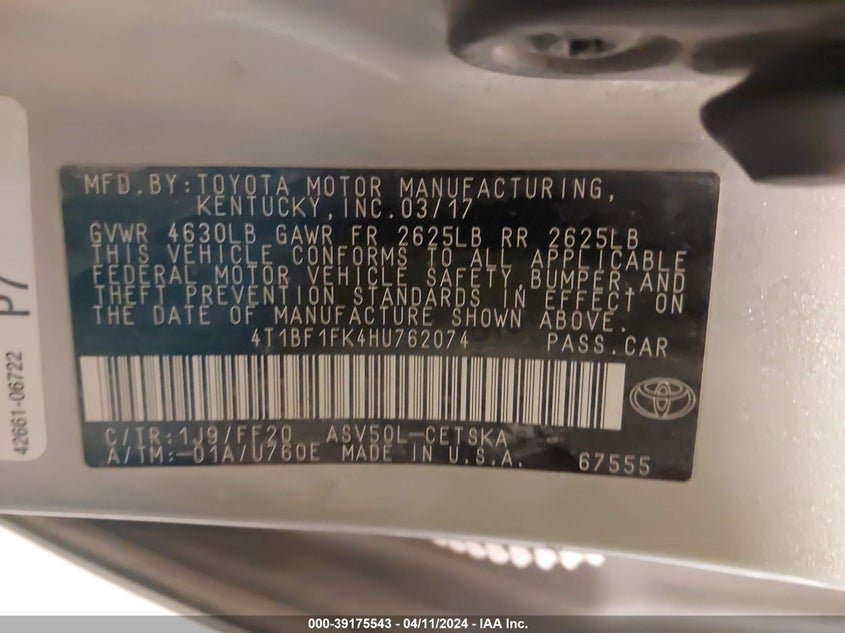 MFD. BY: TOYOTA MOTOR MANUFACTURING,
KENTUCKY, INC. 03/17
GVWR 4630LB GAWR FR 2625LB RR 2625LB
THIS VEHICLE CONFORMS TO ALL APPLICABLE
FEDERAL MOTOR VEHICLE SAFETY, BUMPER, AND
THEFT PREVENTION STANDARDS IN EFFECT ON
THE DATE OF MANUFACTURE SHOWN ABOVE.
4T1BF1FK4HU762074 PASS. CAR
C/TR: 1J9/FF20 ASV50L-CETSKA
A/TM: -01A/U760E MADE IN U.S.A. 67555
P7
42661-06722
000-39175543 - 04/11/2024 - IAA Inc.